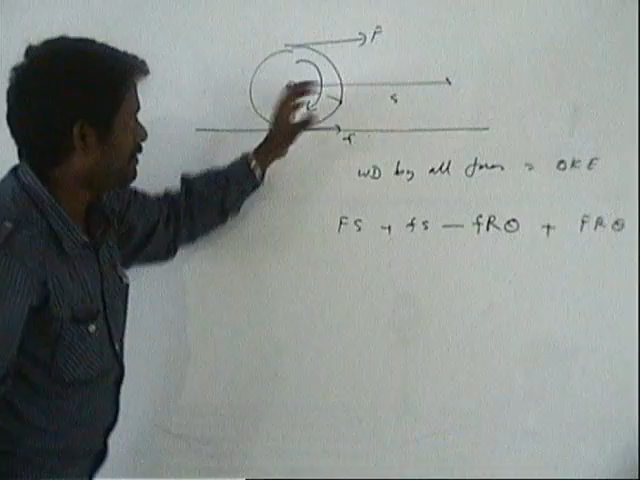 F
s
f
WD by all forces = ΔKE
FS + fs — fRΘ + FRΘ